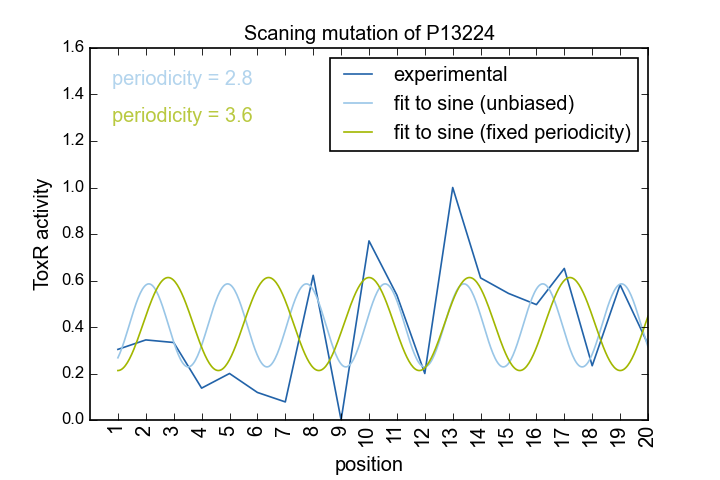 Scaning mutation of P13224
periodicity = 2.8
periodicity = 3.6
experimental
fit to sine (unbiased)
fit to sine (fixed periodicity)
ToxR activity
1.6
1.4
1.2
1.0
0.8
0.6
0.4
0.2
0.0
1 2 3 4 5 6 7 8 9 10 11 12 13 14 15 16 17 18 19 20
position